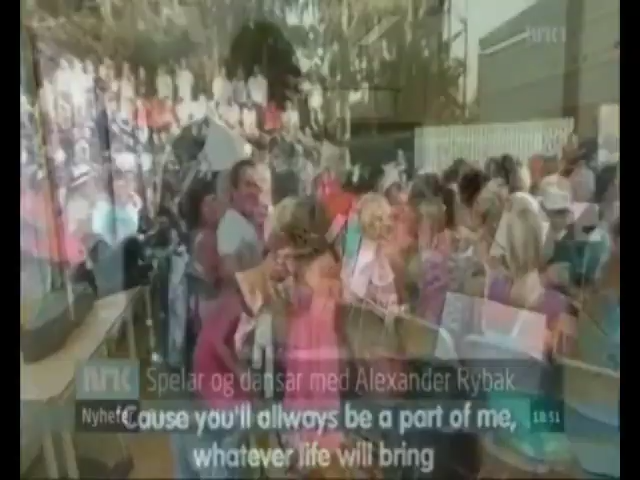 NRK
NRK Spelar og dansar med Alexander Rybak
Nyheter 18:51
Cause you'll allways be a part of me,
whatever life will bring